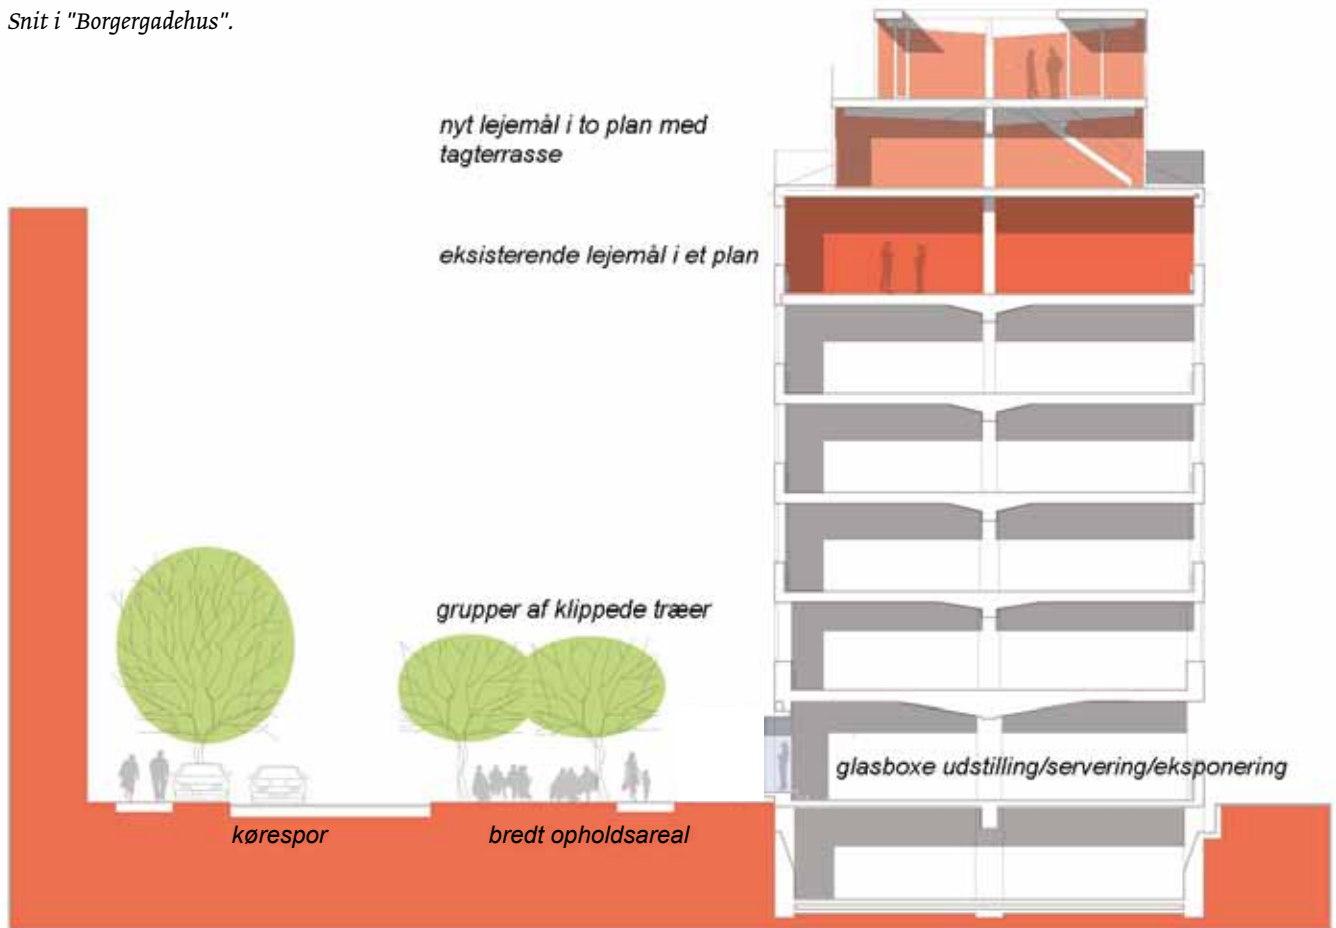 Snit i "Borgergadehus".
nyt lejemål i to plan med
tagterrasse
eksisterende lejemål i et plan
grupper af klippede træer
glasboxe udstilling/servering/eksponering
kørespor
bredt opholdsareal